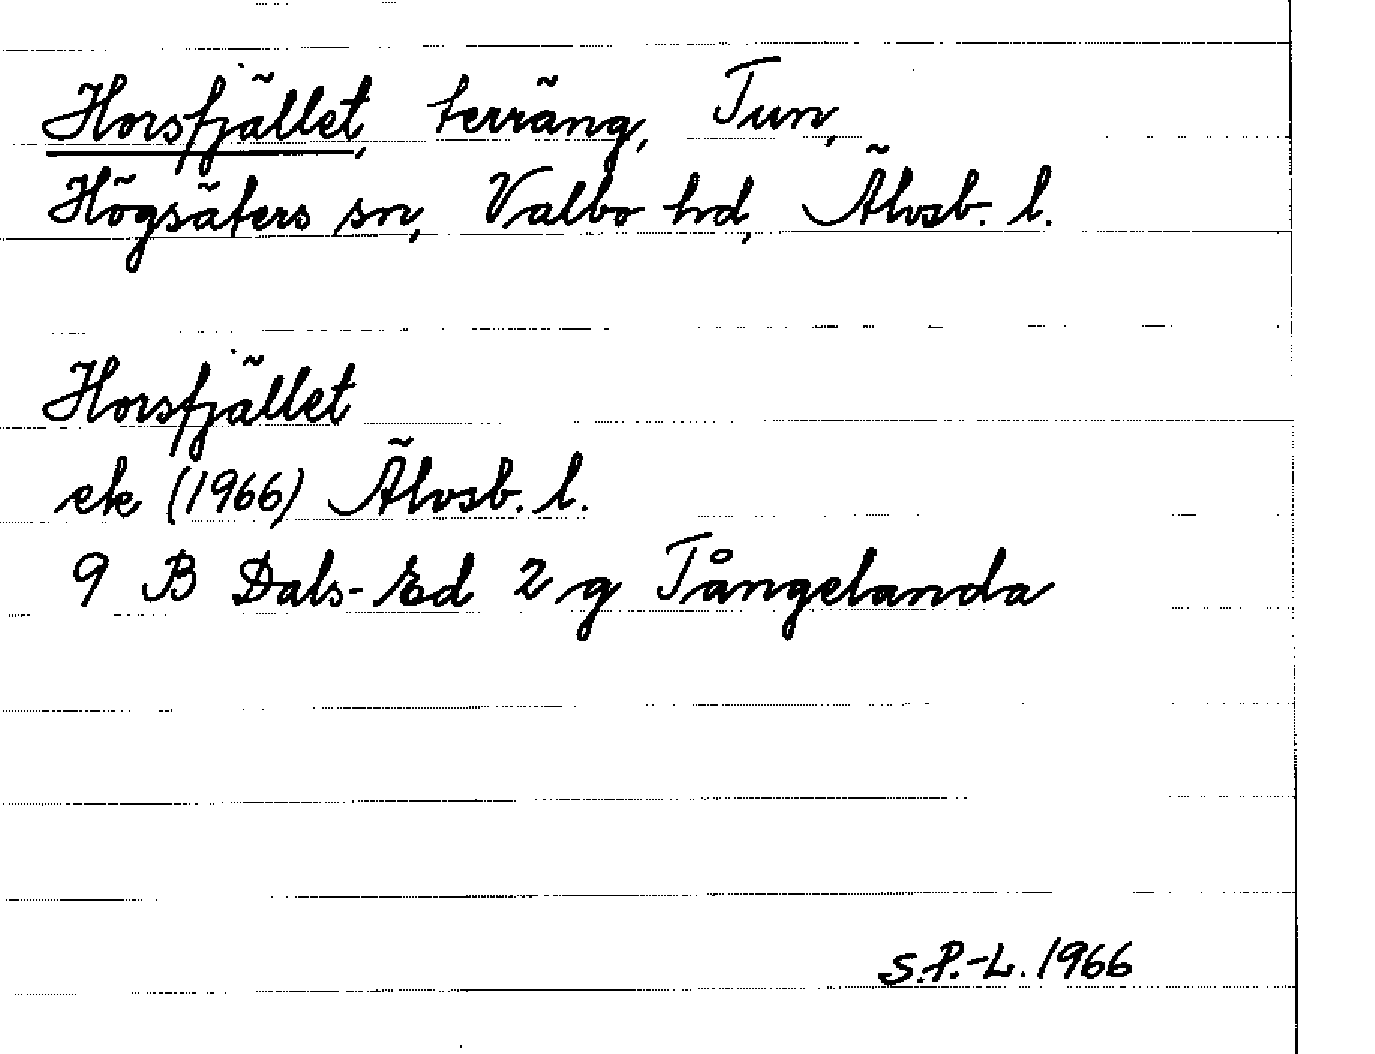 Horsfjället, terräng, Tun,
Högsäters sn, Valbo hd, Älvsb. l.
Horsfjället
ek (1966) Älvsb. l.
9 B Dals-Ed 2 g Tångelanda
S.P.-L. 1966